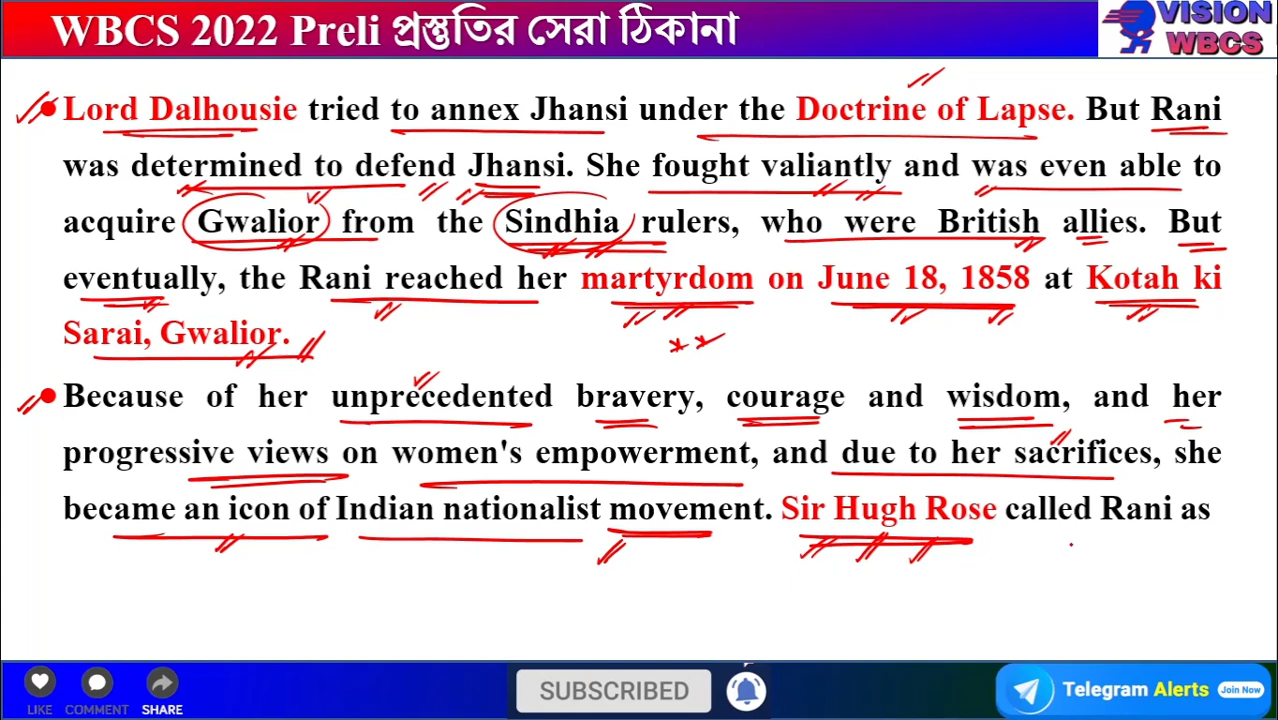 WBCS 2022 Preli প্রস্তুতির সেরা ঠিকানা
VISION
WBCS
Lord Dalhousie tried to annex Jhansi under the Doctrine of Lapse. But Rani
was determined to defend Jhansi. She fought valiantly and was even able to
acquire Gwalior from the Sindhia rulers, who were British allies. But
eventually, the Rani reached her martyrdom on June 18, 1858 at Kotah ki
Sarai, Gwalior.
Because of her unprecedented bravery, courage and wisdom, and her
progressive views on women's empowerment, and due to her sacrifices, she
became an icon of Indian nationalist movement. Sir Hugh Rose called Rani as
LIKE COMMENT SHARE
SUBSCRIBED
Telegram Alerts Join Now